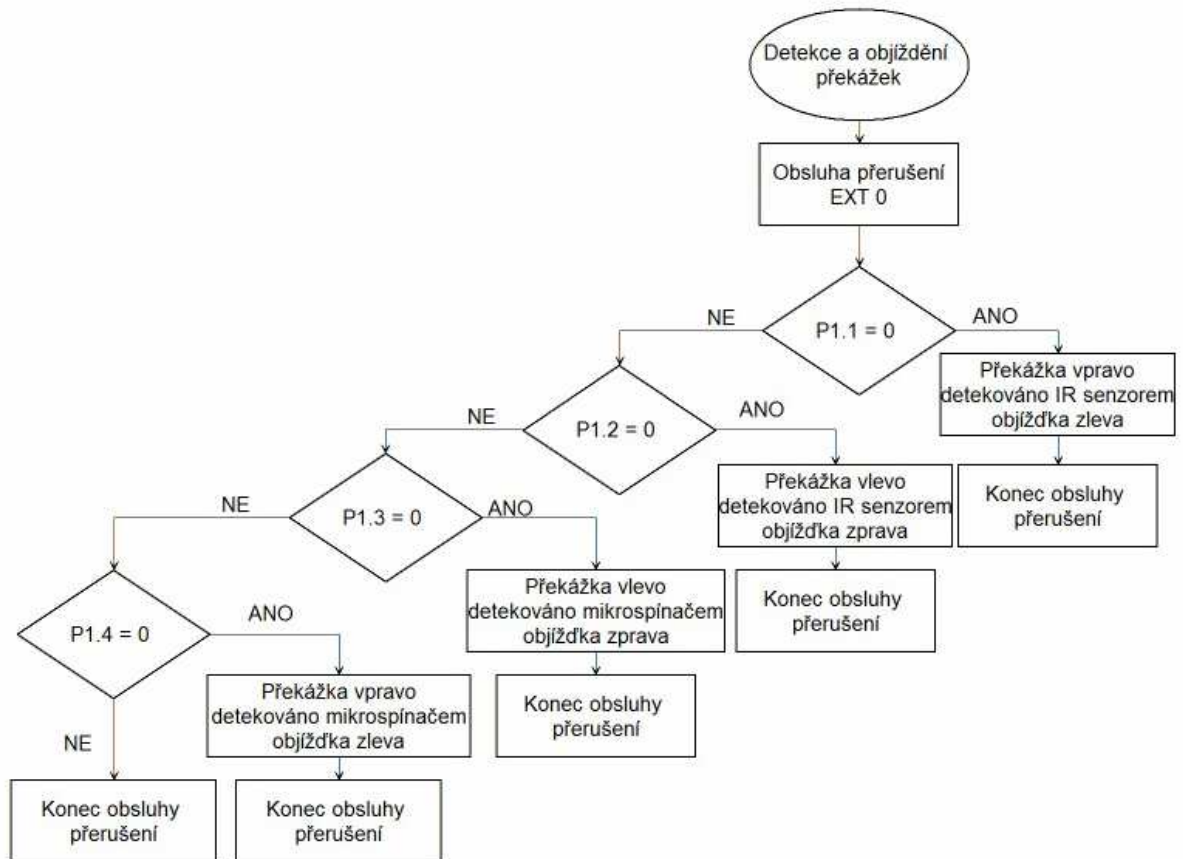 Detekce a objíždění
překážek
Obsluha přerušení
EXT 0
P1.1 = 0
NE
ANO
Překážka vpravo
detekováno IR senzorem
objížďka zleva
Konec obsluhy
přerušení
P1.2 = 0
NE
ANO
Překážka vlevo
detekováno IR senzorem
objížďka zprava
Konec obsluhy
přerušení
P1.3 = 0
NE
ANO
Překážka vlevo
detekováno mikrospínačem
objížďka zprava
Konec obsluhy
přerušení
P1.4 = 0
ANO
Překážka vpravo
detekováno mikrospínačem
objížďka zleva
Konec obsluhy
přerušení
NE
Konec obsluhy
přerušení